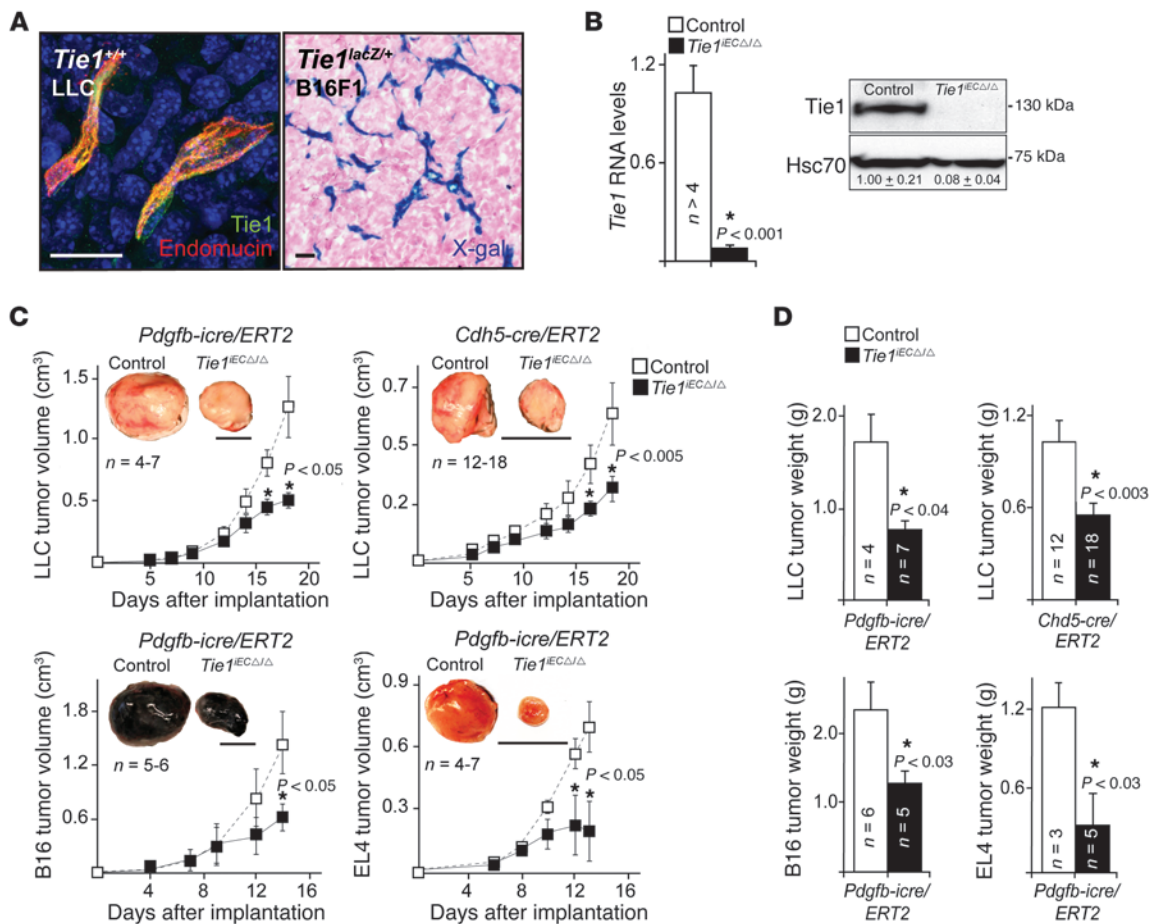 A
Tie1+/+
LLC
Tie1
Endomucin
Tie1lacZ/+
B16F1
X-gal
B
Control
Tie1iECΔ/Δ
Tie1 RNA levels
1.2
0.6
n > 4
*
P < 0.001
Control Tie1iECΔ/Δ
Tie1
-130 kDa
Hsc70
-75 kDa
1.00 ± 0.21 0.08 ± 0.04
C
Pdgfb-icre/ERT2
Control Tie1iECΔ/Δ
LLC tumor volume (cm³)
1.5
1.0
0.5
n = 4-7
P < 0.05
* *
5 10 15 20
Days after implantation
Cdh5-cre/ERT2
Control Tie1iECΔ/Δ
Control
Tie1iECΔ/Δ
LLC tumor volume (cm³)
0.7
0.5
0.2
n = 12-18
P < 0.005
* *
5 10 15 20
Days after implantation
Pdgfb-icre/ERT2
Control Tie1iECΔ/Δ
B16 tumor volume (cm³)
1.8
1.2
0.6
n = 5-6
P < 0.05
*
4 8 12 16
Days after implantation
Pdgfb-icre/ERT2
Control Tie1iECΔ/Δ
EL4 tumor volume (cm³)
0.9
0.6
0.3
n = 4-7
P < 0.05
* *
4 8 12 16
Days after implantation
D
Control
Tie1iECΔ/Δ
LLC tumor weight (g)
2.0
1.0
n = 4
n = 7
*
P < 0.04
Pdgfb-icre/
ERT2
LLC tumor weight (g)
1.2
0.6
n = 12
n = 18
*
P < 0.003
Chd5-cre/
ERT2
B16 tumor weight (g)
2.0
1.0
n = 6
n = 5
*
P < 0.03
Pdgfb-icre/
ERT2
EL4 tumor weight (g)
1.2
0.6
n = 3
n = 5
*
P < 0.03
Pdgfb-icre/
ERT2